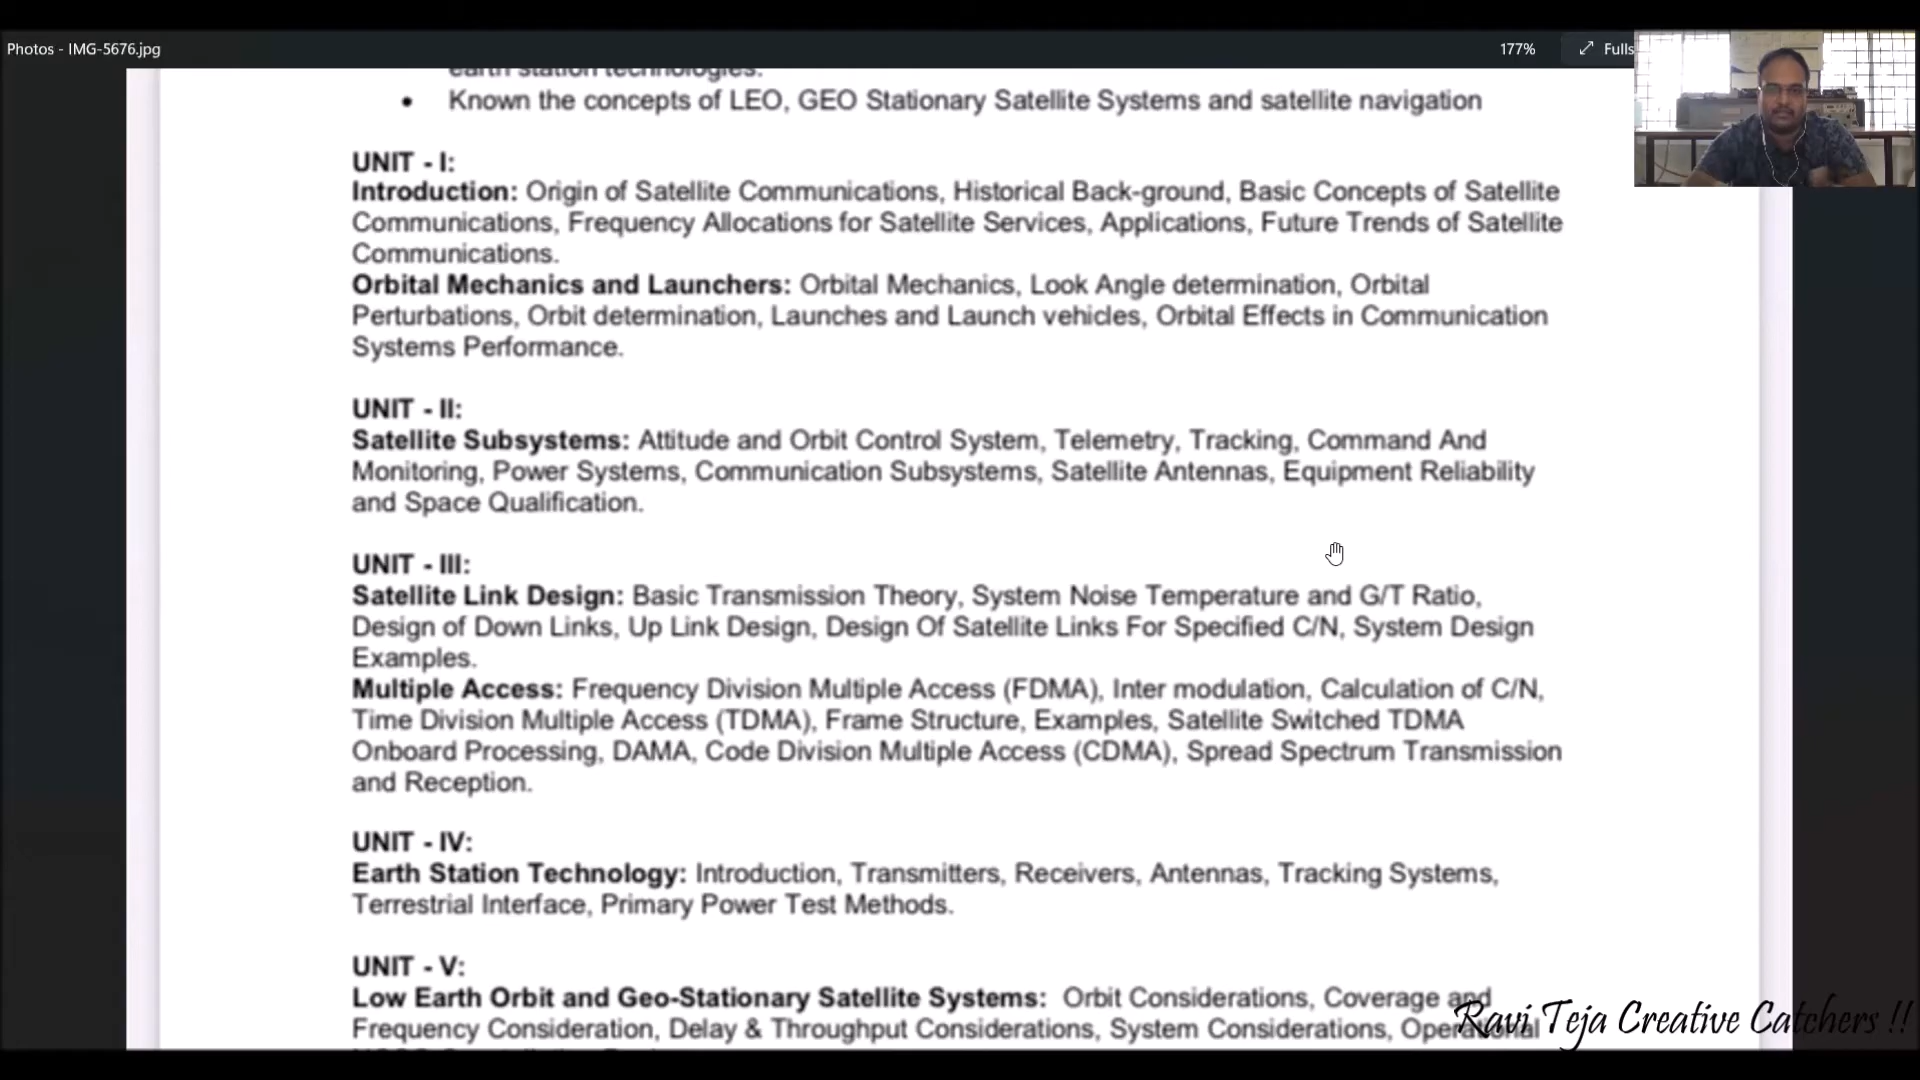 Photos - IMG-5676.jpg
177%
Fulls
earth station technologies.
• Known the concepts of LEO, GEO Stationary Satellite Systems and satellite navigation
UNIT - I:
Introduction: Origin of Satellite Communications, Historical Back-ground, Basic Concepts of Satellite
Communications, Frequency Allocations for Satellite Services, Applications, Future Trends of Satellite
Communications.
Orbital Mechanics and Launchers: Orbital Mechanics, Look Angle determination, Orbital
Perturbations, Orbit determination, Launches and Launch vehicles, Orbital Effects in Communication
Systems Performance.
UNIT - II:
Satellite Subsystems: Attitude and Orbit Control System, Telemetry, Tracking, Command And
Monitoring, Power Systems, Communication Subsystems, Satellite Antennas, Equipment Reliability
and Space Qualification.
UNIT - III:
Satellite Link Design: Basic Transmission Theory, System Noise Temperature and G/T Ratio,
Design of Down Links, Up Link Design, Design Of Satellite Links For Specified C/N, System Design
Examples.
Multiple Access: Frequency Division Multiple Access (FDMA), Inter modulation, Calculation of C/N,
Time Division Multiple Access (TDMA), Frame Structure, Examples, Satellite Switched TDMA
Onboard Processing, DAMA, Code Division Multiple Access (CDMA), Spread Spectrum Transmission
and Reception.
UNIT - IV:
Earth Station Technology: Introduction, Transmitters, Receivers, Antennas, Tracking Systems,
Terrestrial Interface, Primary Power Test Methods.
UNIT - V:
Low Earth Orbit and Geo-Stationary Satellite Systems: Orbit Considerations, Coverage and
Frequency Consideration, Delay & Throughput Considerations, System Considerations, Operational
Ravi Teja Creative Catchers !!